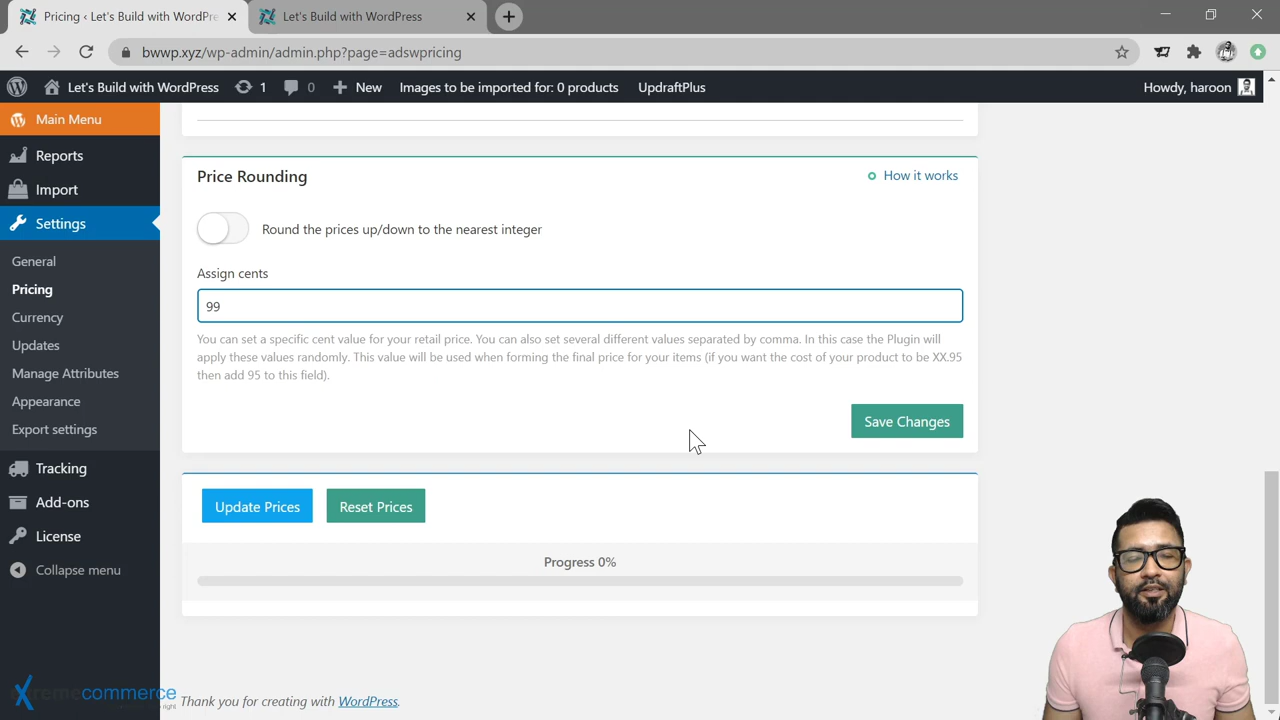 Pricing ‹ Let's Build with WordPre
Let's Build with WordPress
bwwp.xyz/wp-admin/admin.php?page=adswpricing
Let's Build with WordPress
1
0
New
Images to be imported for: 0 products
UpdraftPlus
Howdy, haroon
Main Menu
Reports
Import
Settings
General
Pricing
Currency
Updates
Manage Attributes
Appearance
Export settings
Tracking
Add-ons
License
Collapse menu
Price Rounding
How it works
Round the prices up/down to the nearest integer
Assign cents
99
You can set a specific cent value for your retail price. You can also set several different values separated by comma. In this case the Plugin will
apply these values randomly. This value will be used when forming the final price for your items (if you want the cost of your product to be XX.95
then add 95 to this field).
Save Changes
Update Prices
Reset Prices
Progress 0%
Thank you for creating with WordPress.
xtremecommerce